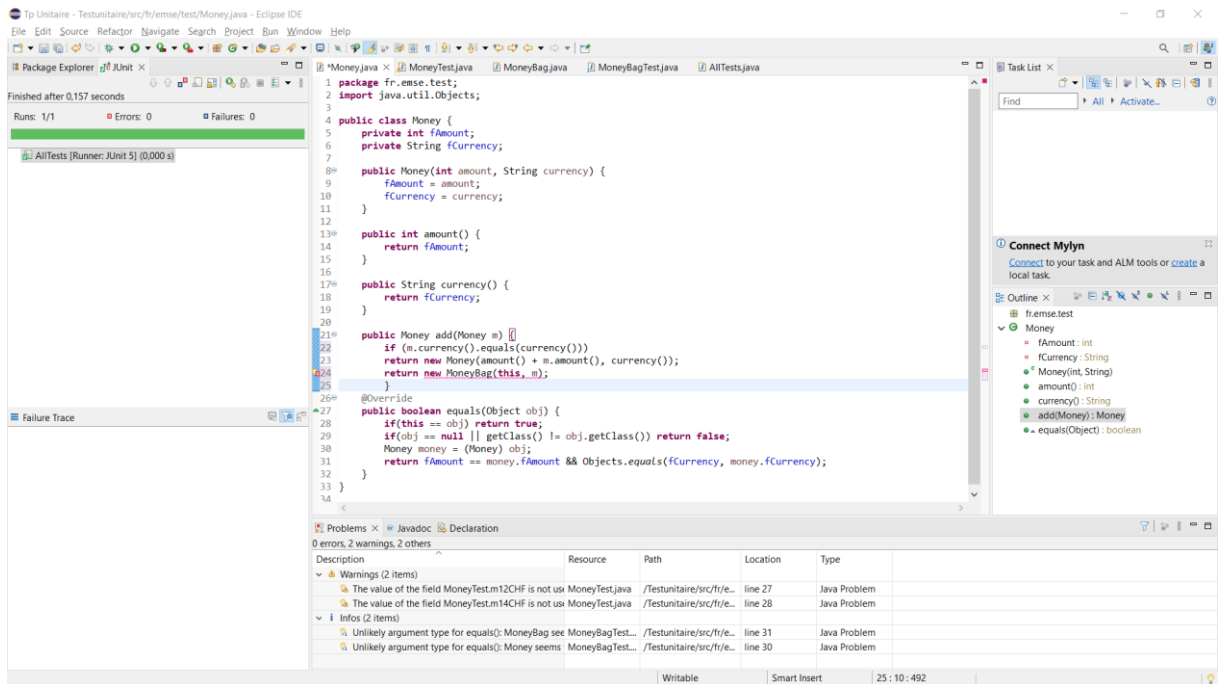 Tp Unitaire - Testunitaire/src/fr/emse/test/Money.java - Eclipse IDE
File Edit Source Refactor Navigate Search Project Run Window Help
Package Explorer JUnit
Finished after 0,157 seconds
Runs: 1/1 Errors: 0 Failures: 0
AllTests [Runner: JUnit 5] (0,000 s)
Failure Trace
*Money.java MoneyTest.java MoneyBag.java MoneyBagTest.java AllTests.java
1 package fr.emse.test;
2 import java.util.Objects;
3
4 public class Money {
5 private int fAmount;
6 private String fCurrency;
7
8 public Money(int amount, String currency) {
9 fAmount = amount;
10 fCurrency = currency;
11 }
12
13 public int amount() {
14 return fAmount;
15 }
16
17 public String currency() {
18 return fCurrency;
19 }
20
21 public Money add(Money m) {
22 if (m.currency().equals(currency()))
23 return new Money(amount() + m.amount(), currency());
24 return new MoneyBag(this, m);
25 }
26 @Override
27 public boolean equals(Object obj) {
28 if(this == obj) return true;
29 if(obj == null || getClass() != obj.getClass()) return false;
30 Money money = (Money) obj;
31 return fAmount == money.fAmount && Objects.equals(fCurrency, money.fCurrency);
32 }
33 }
34
Task List
Find All Activate...
Connect Mylyn
Connect to your task and ALM tools or create a
local task.
Outline
fr.emse.test
Money
fAmount : int
fCurrency : String
Money(int, String)
amount() : int
currency() : String
add(Money) : Money
equals(Object) : boolean
Problems Javadoc Declaration
0 errors, 2 warnings, 2 others
Description Resource Path Location Type
Warnings (2 items)
The value of the field MoneyTest.m12CHF is not use MoneyTest.java /Testunitaire/src/fr/e... line 27 Java Problem
The value of the field MoneyTest.m14CHF is not use MoneyTest.java /Testunitaire/src/fr/e... line 28 Java Problem
Infos (2 items)
Unlikely argument type for equals(): MoneyBag see MoneyBagTest.... /Testunitaire/src/fr/e... line 31 Java Problem
Unlikely argument type for equals(): Money seems MoneyBagTest.... /Testunitaire/src/fr/e... line 30 Java Problem
Writable Smart Insert 25 : 10 : 492